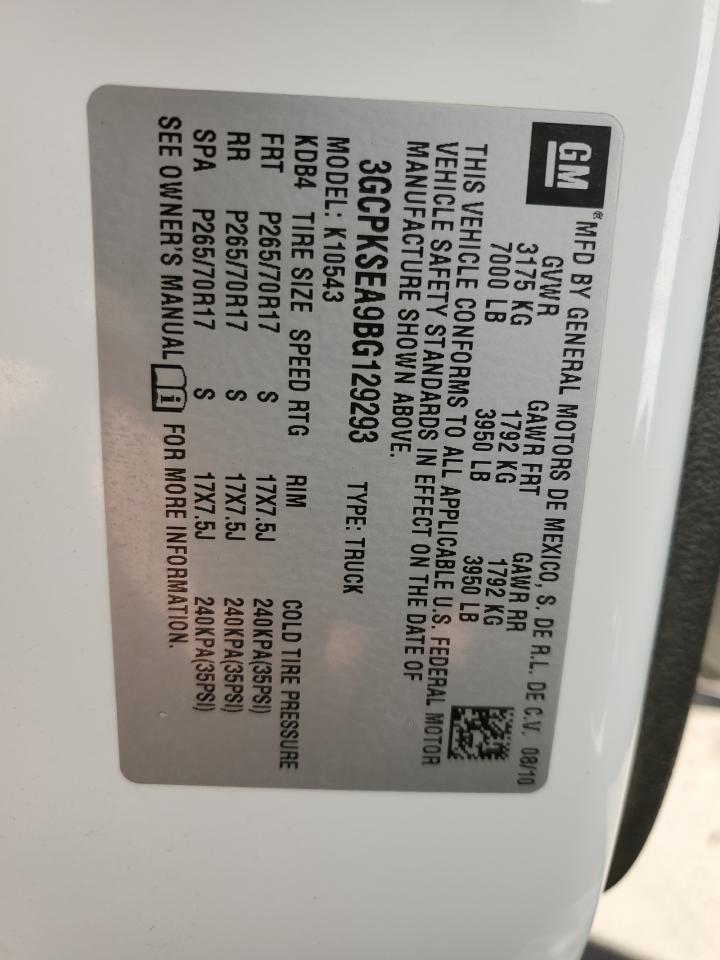 GM
® MFD BY GENERAL MOTORS DE MEXICO, S. DE R.L. DE C.V. 08/10
GVWR GAWR FRT GAWR RR
3175 KG 1792 KG 1792 KG
7000 LB 3950 LB 3950 LB
THIS VEHICLE CONFORMS TO ALL APPLICABLE U.S. FEDERAL MOTOR
VEHICLE SAFETY STANDARDS IN EFFECT ON THE DATE OF
MANUFACTURE SHOWN ABOVE.
3GCPKSEA9BG129293 TYPE: TRUCK
MODEL: K10543
KDB4 TIRE SIZE SPEED RTG RIM COLD TIRE PRESSURE
FRT P265/70R17 S 17X7.5J 240KPA(35PSI)
RR P265/70R17 S 17X7.5J 240KPA(35PSI)
SPA P265/70R17 S 17X7.5J 240KPA(35PSI)
SEE OWNER'S MANUAL i FOR MORE INFORMATION.